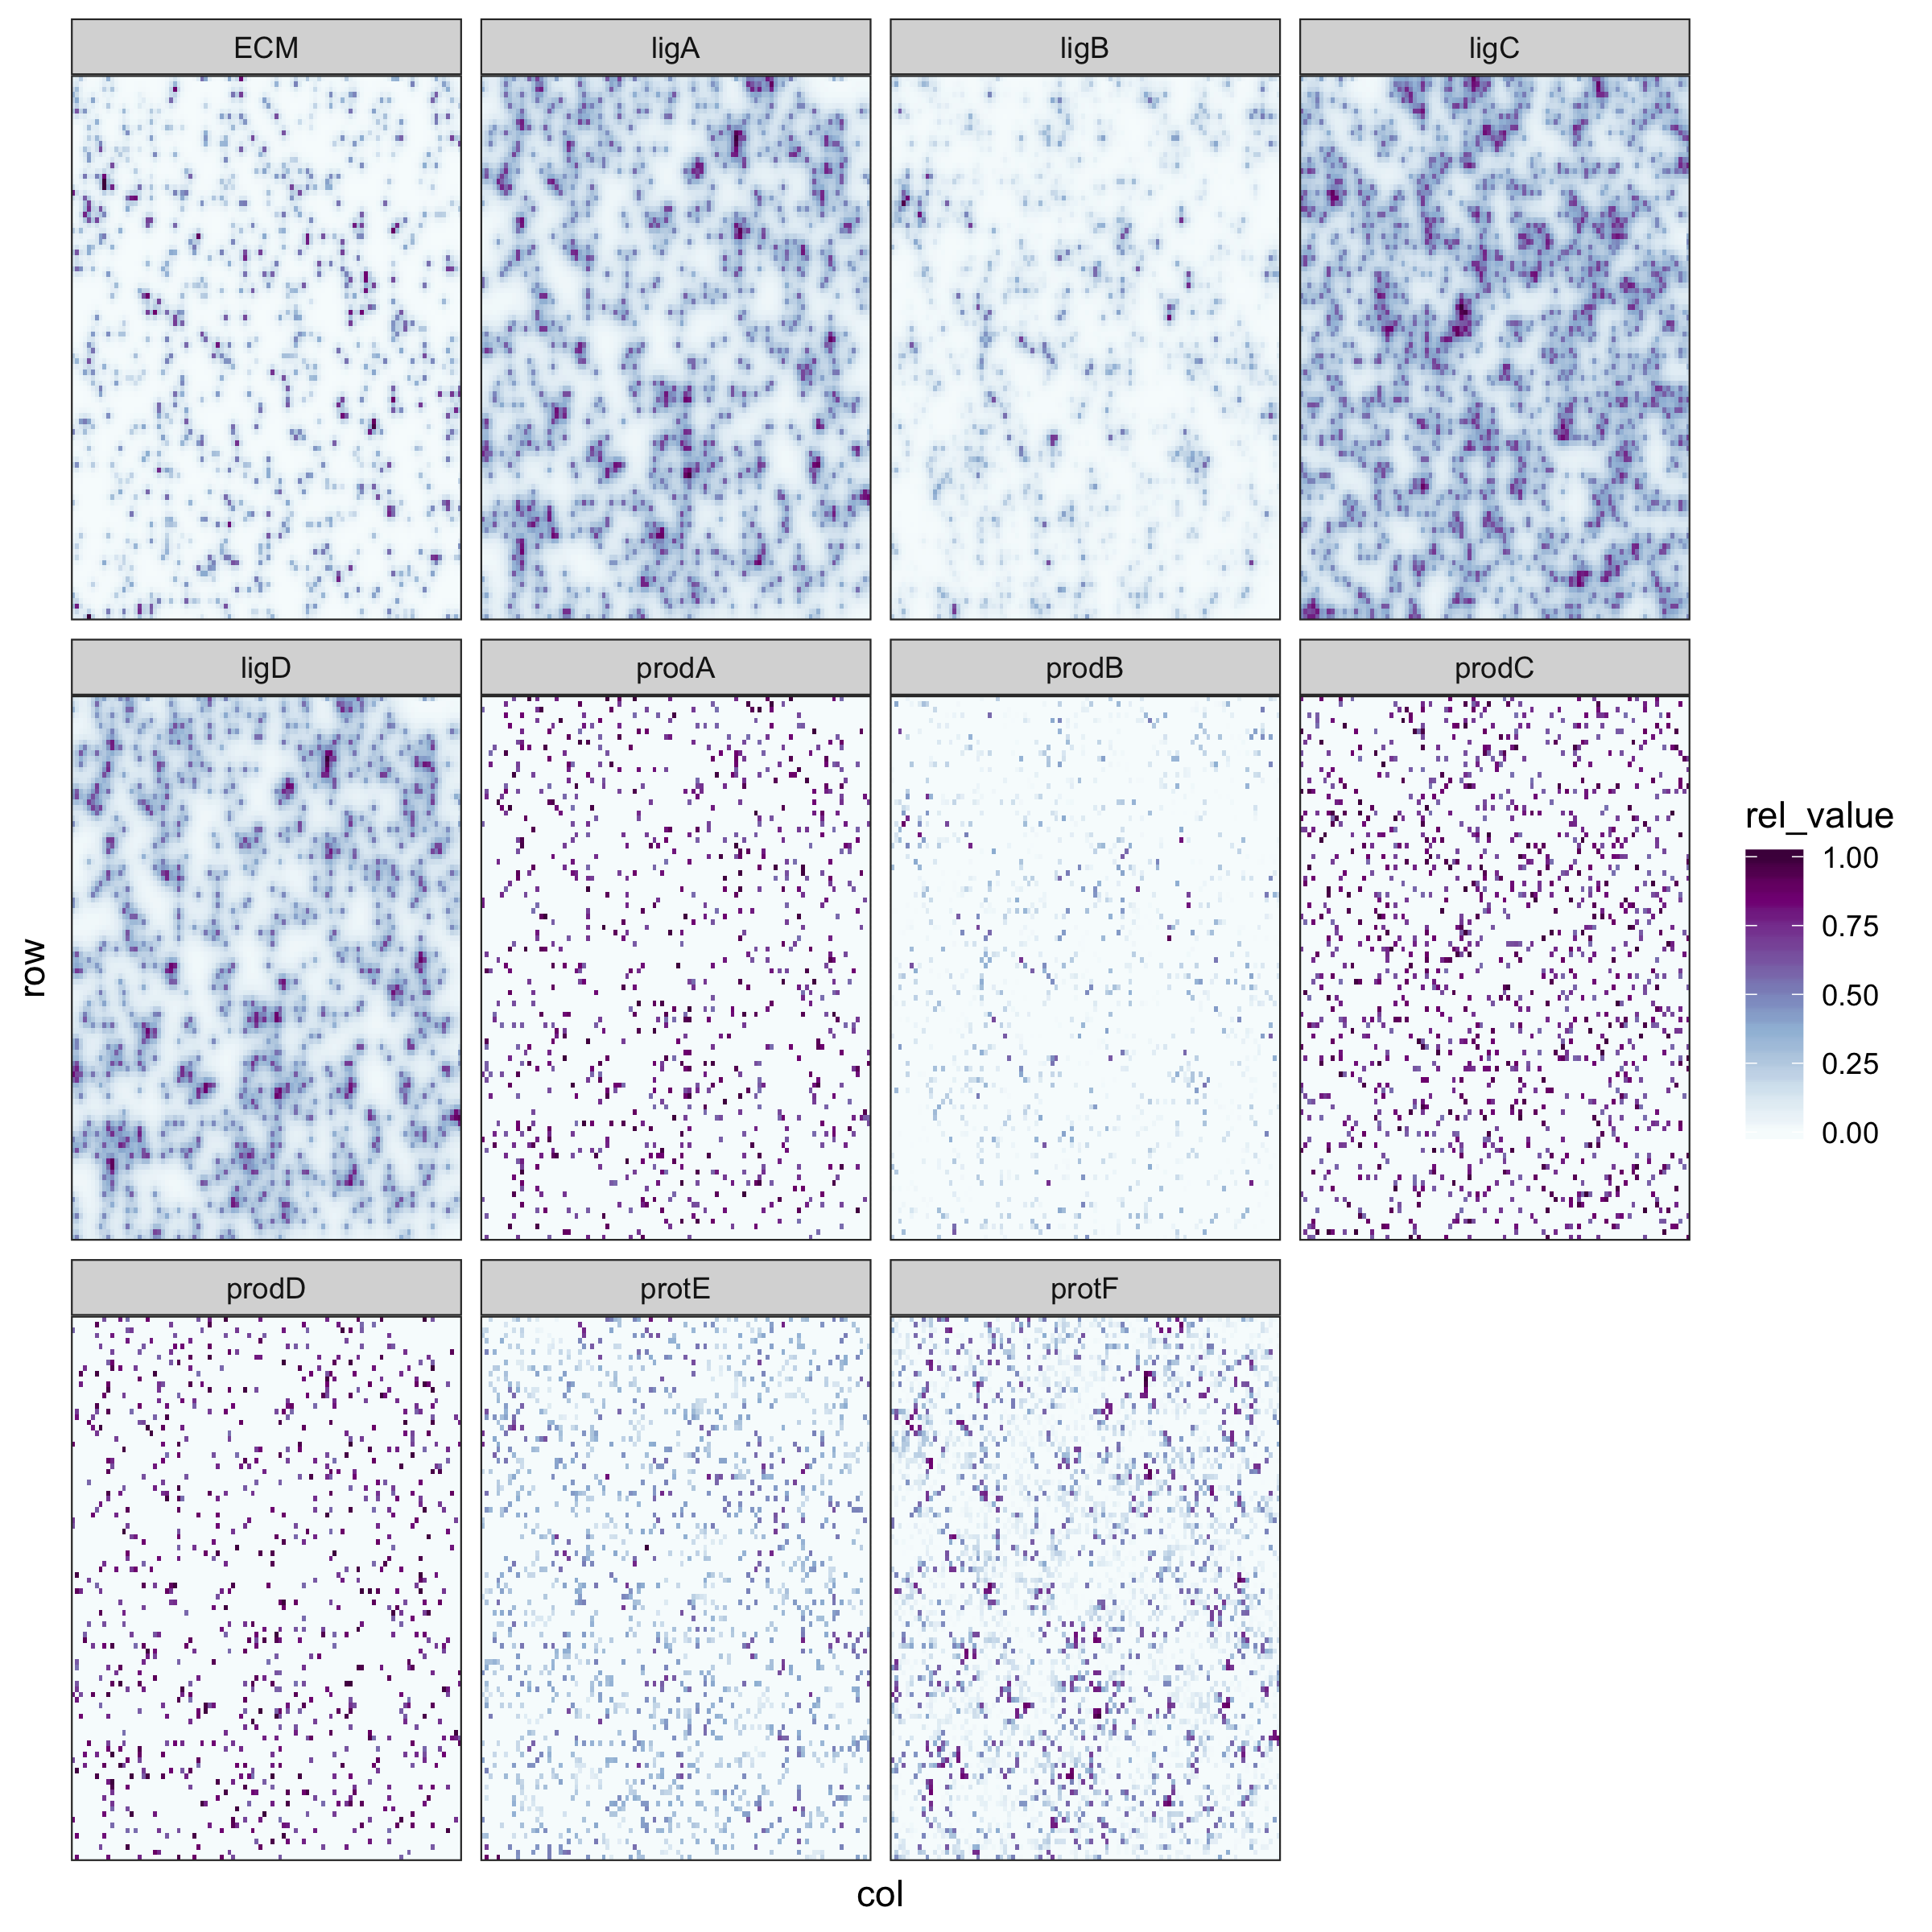 ECM
ligA
ligB
ligC
ligD
prodA
prodB
prodC
prodD
protE
protF
row
col
rel_value
1.00
0.75
0.50
0.25
0.00